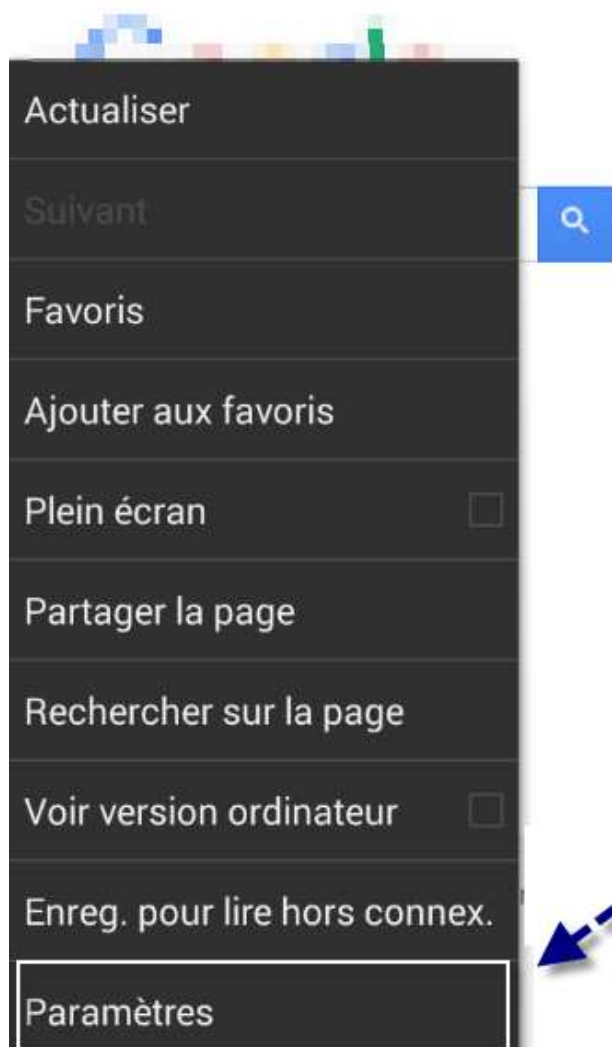 Actualiser
Suivant
Favoris
Ajouter aux favoris
Plein écran
Partager la page
Rechercher sur la page
Voir version ordinateur
Enreg. pour lire hors connex.
Paramètres